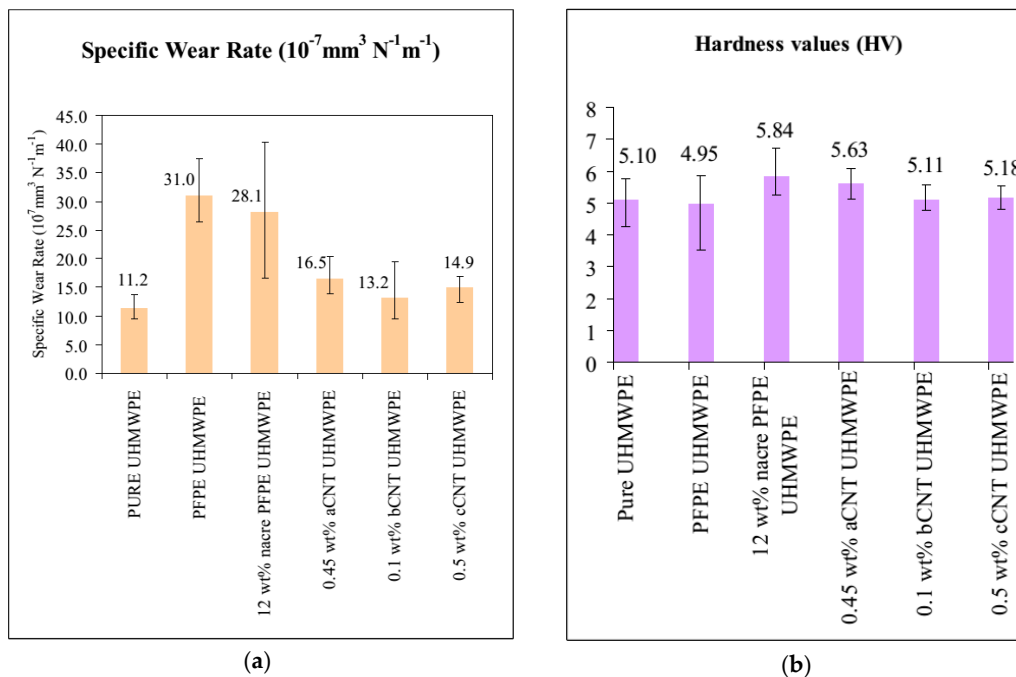 Specific Wear Rate (10⁻⁷mm³ N⁻¹m⁻¹)
Specific Wear Rate (10⁷mm³ N⁻¹m⁻¹)
45.0
40.0
35.0
30.0
25.0
20.0
15.0
10.0
5.0
0.0
11.2
31.0
28.1
16.5
13.2
14.9
PURE UHMWPE
PFPE UHMWPE
12 wt% nacre PFPE UHMWPE
0.45 wt% aCNT UHMWPE
0.1 wt% bCNT UHMWPE
0.5 wt% cCNT UHMWPE
(a)
Hardness values (HV)
8
7
6
5
4
3
2
1
0
5.10
4.95
5.84
5.63
5.11
5.18
Pure UHMWPE
PFPE UHMWPE
12 wt% nacre PFPE
UHMWPE
0.45 wt% aCNT UHMWPE
0.1 wt% bCNT UHMWPE
0.5 wt% cCNT UHMWPE
(b)